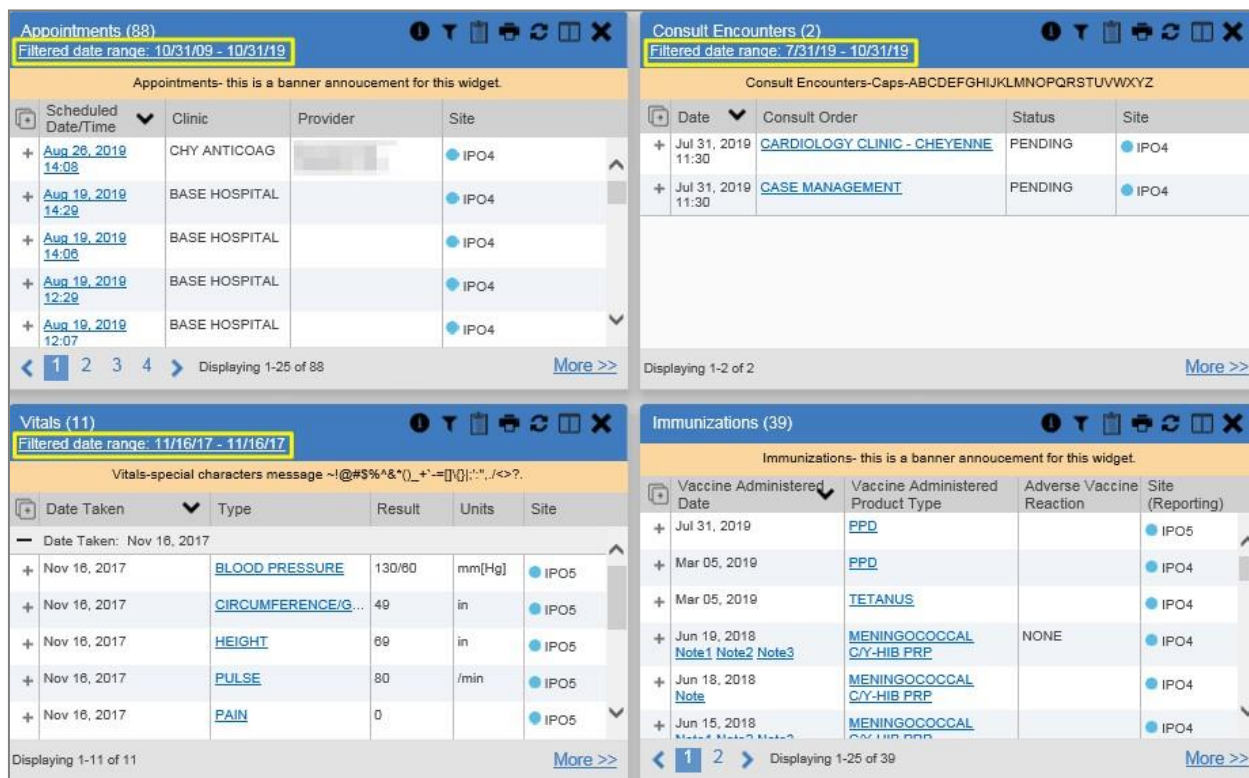 Appointments (88)
Filtered date range: 10/31/09 - 10/31/19
Appointments- this is a banner annoucement for this widget.
Scheduled Date/Time Clinic Provider Site
Aug 26, 2019 14:08 CHY ANTICOAG IPO4
Aug 19, 2019 14:29 BASE HOSPITAL IPO4
Aug 19, 2019 14:06 BASE HOSPITAL IPO4
Aug 19, 2019 12:29 BASE HOSPITAL IPO4
Aug 19, 2019 12:07 BASE HOSPITAL IPO4
1 2 3 4 Displaying 1-25 of 88 More >>
Consult Encounters (2)
Filtered date range: 7/31/19 - 10/31/19
Consult Encounters-Caps-ABCDEFGHIJKLMNOPQRSTUVWXYZ
Date Consult Order Status Site
Jul 31, 2019 11:30 CARDIOLOGY CLINIC - CHEYENNE PENDING IPO4
Jul 31, 2019 11:30 CASE MANAGEMENT PENDING IPO4
Displaying 1-2 of 2 More >>
Vitals (11)
Filtered date range: 11/16/17 - 11/16/17
Vitals-special characters message ~!@#$%^&*()_+`-=[]\{}|;':",./<>?.
Date Taken Type Result Units Site
Date Taken: Nov 16, 2017
Nov 16, 2017 BLOOD PRESSURE 130/60 mm[Hg] IPO5
Nov 16, 2017 CIRCUMFERENCE/G... 49 in IPO5
Nov 16, 2017 HEIGHT 69 in IPO5
Nov 16, 2017 PULSE 80 /min IPO5
Nov 16, 2017 PAIN 0 IPO5
Displaying 1-11 of 11 More >>
Immunizations (39)
Immunizations- this is a banner annoucement for this widget.
Vaccine Administered Date Vaccine Administered Product Type Adverse Vaccine Reaction Site (Reporting)
Jul 31, 2019 PPD IPO5
Mar 05, 2019 PPD IPO4
Mar 05, 2019 TETANUS IPO4
Jun 19, 2018 MENINGOCOCCAL C/Y-HIB PRP NONE IPO4
Note1 Note2 Note3
Jun 18, 2018 MENINGOCOCCAL C/Y-HIB PRP IPO4
Note
Jun 15, 2018 MENINGOCOCCAL IPO4
1 2 Displaying 1-25 of 39 More >>